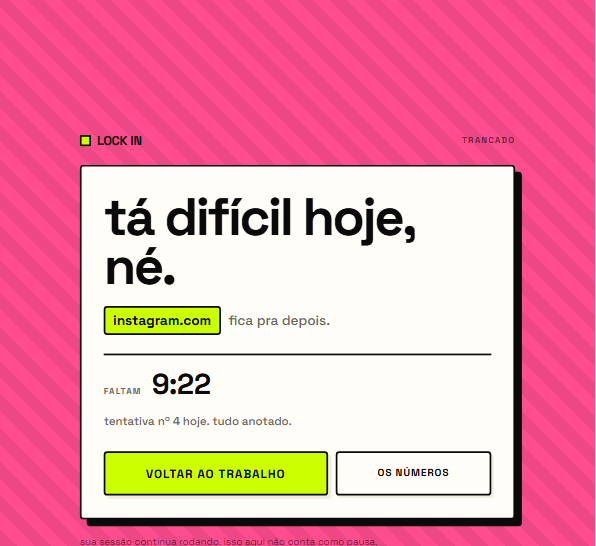 LOCK IN
TRANCADO
tá difícil hoje,
né.
instagram.com fica pra depois.
FALTAM 9:22
tentativa nº 4 hoje. tudo anotado.
VOLTAR AO TRABALHO
OS NÚMEROS
sua sessão continua rodando. isso aqui não conta como pausa.